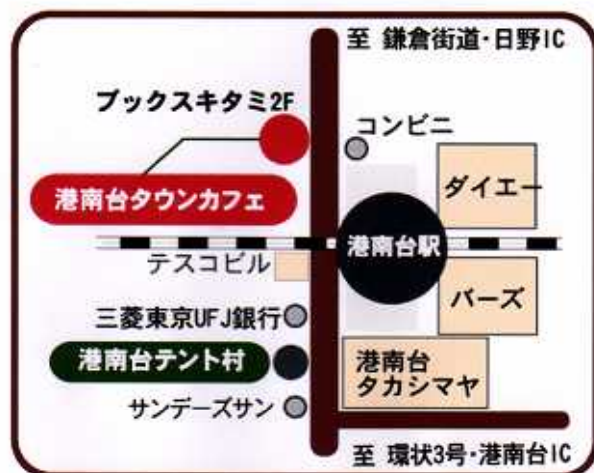 至 鎌倉街道・日野IC
ブックスキタミ2F
コンビニ
港南台タウンカフェ
ダイエー
港南台駅
テスコビル
バーズ
三菱東京UFJ銀行
港南台テント村
港南台
タカシマヤ
サンデーズサン
至 環状3号・港南台IC